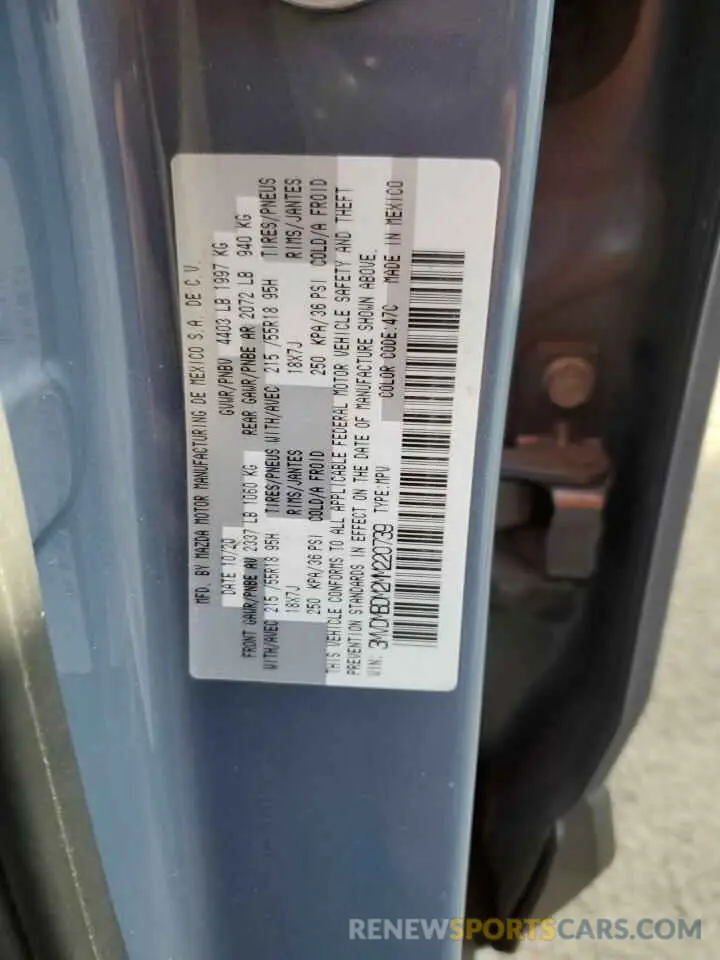 MFD. BY MAZDA MOTOR MANUFACTURING DE MEXICO S.A. DE C.V.
DATE 10/20 GVWR/PNBV 4403 LB 1997 KG
FRONT GAWR/PNBE AV 2337 LB 1060 KG REAR GAWR/PNBE AR 2072 LB 940 KG
WITH/AVEC 215 /55R18 95H TIRES/PNEUS WITH/AVEC 215 /55R18 95H TIRES/PNEUS
18X7J RIMS/JANTES 18X7J RIMS/JANTES
250 KPA/36 PSI COLD/A FROID 250 KPA/36 PSI COLD/A FROID
THIS VEHICLE CONFORMS TO ALL APPLICABLE FEDERAL MOTOR VEHICLE SAFETY AND THEFT
PREVENTION STANDARDS IN EFFECT ON THE DATE OF MANUFACTURE SHOWN ABOVE.
VIN: 3MVDMBDM2MM220739 TYPE:MPV COLOR CODE:47C MADE IN MEXICO
RENEWSPORTSCARS.COM